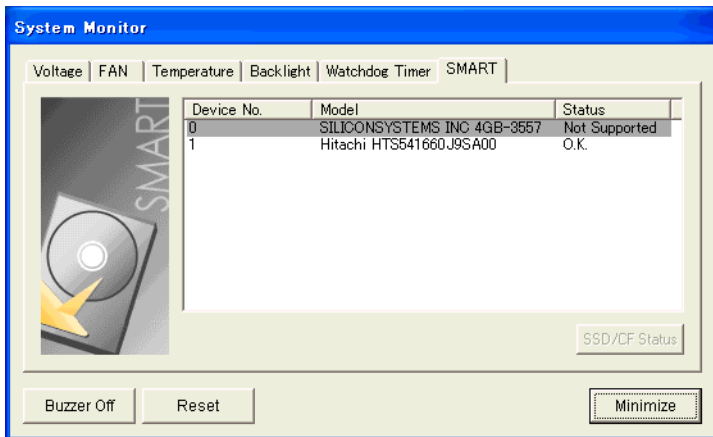 System Monitor
Voltage FAN Temperature Backlight Watchdog Timer SMART
SMART
Device No. Model Status
0 SILICONSYSTEMS INC 4GB-3557 Not Supported
1 Hitachi HTS541660J9SA00 O.K.
SSD/CF Status
Buzzer Off Reset Minimize